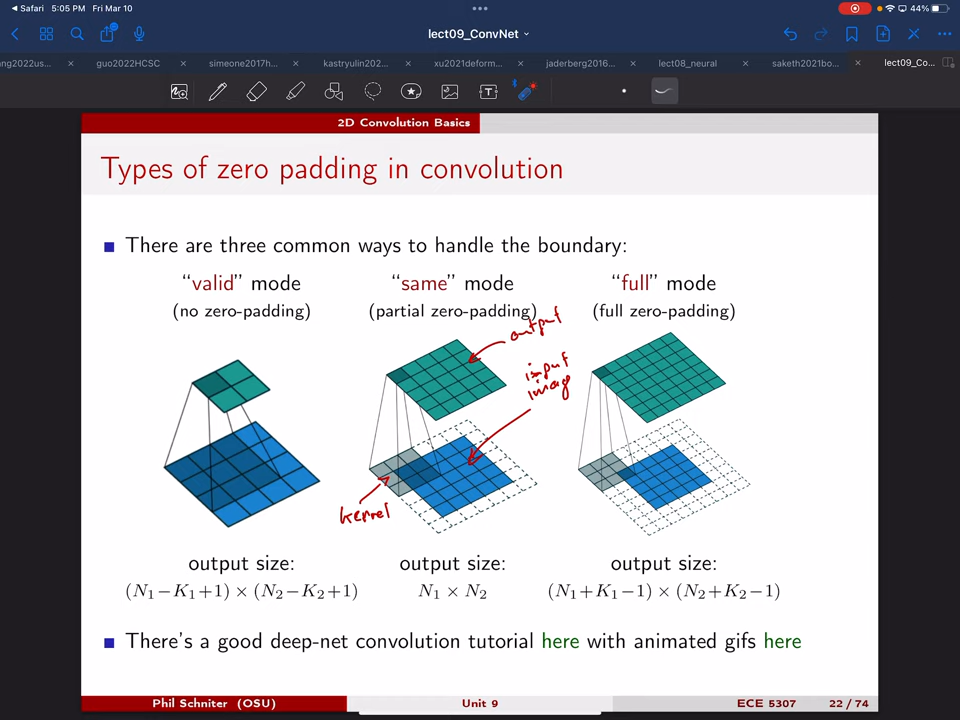 Safari 5:05 PM Fri Mar 10 44%
lect09_ConvNet
ang2022us... guo2022HCSC simeone2017h... kastryulin202... xu2021deform... jaderberg2016... lect08_neural saketh2021bo... lect09_Co...
2D Convolution Basics
Types of zero padding in convolution
There are three common ways to handle the boundary:
“valid” mode “same” mode “full” mode
(no zero-padding) (partial zero-padding) (full zero-padding)
output
input
imag
kernel
output size: output size: output size:
(N₁−K₁+1) × (N₂−K₂+1) N₁ × N₂ (N₁+K₁−1) × (N₂+K₂−1)
There's a good deep-net convolution tutorial here with animated gifs here
Phil Schniter (OSU) Unit 9 ECE 5307 22 / 74